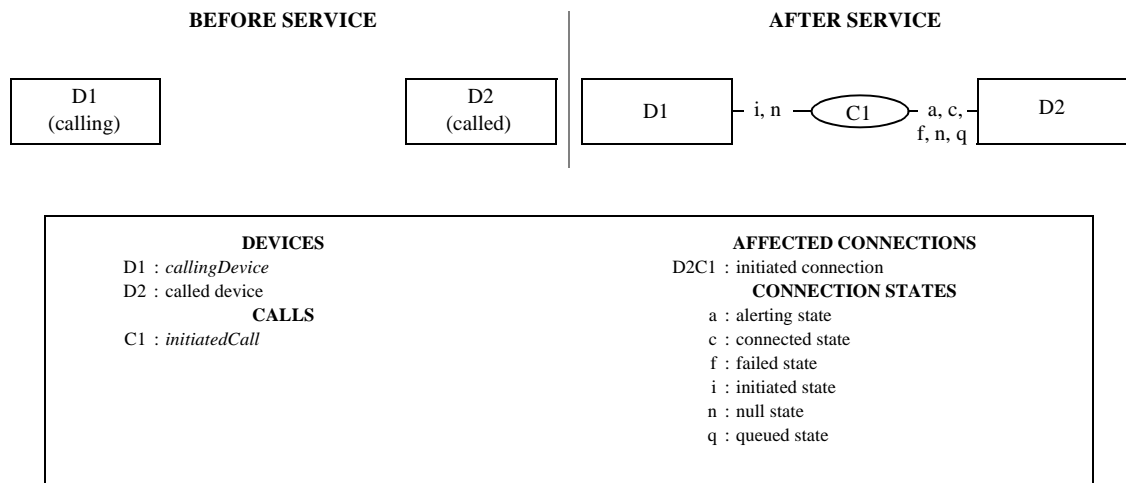 BEFORE SERVICE
AFTER SERVICE
D1
(calling)
D2
(called)
D1
i, n
C1
a, c,
f, n, q
D2
DEVICES
D1 : callingDevice
D2 : called device
CALLS
C1 : initiatedCall
AFFECTED CONNECTIONS
D2C1 : initiated connection
CONNECTION STATES
a : alerting state
c : connected state
f : failed state
i : initiated state
n : null state
q : queued state